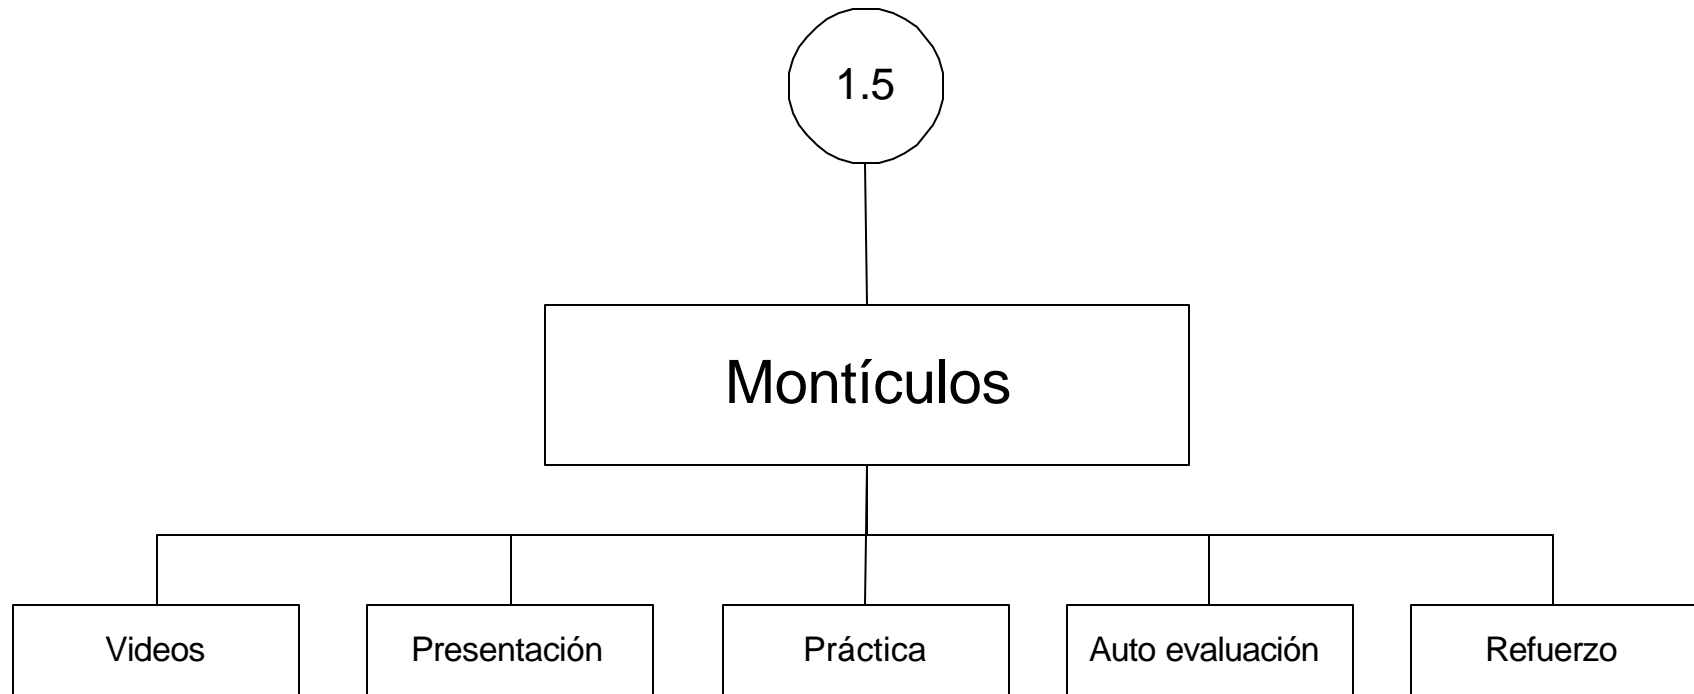 1.5
Montículos
Videos
Presentación
Práctica
Auto evaluación
Refuerzo